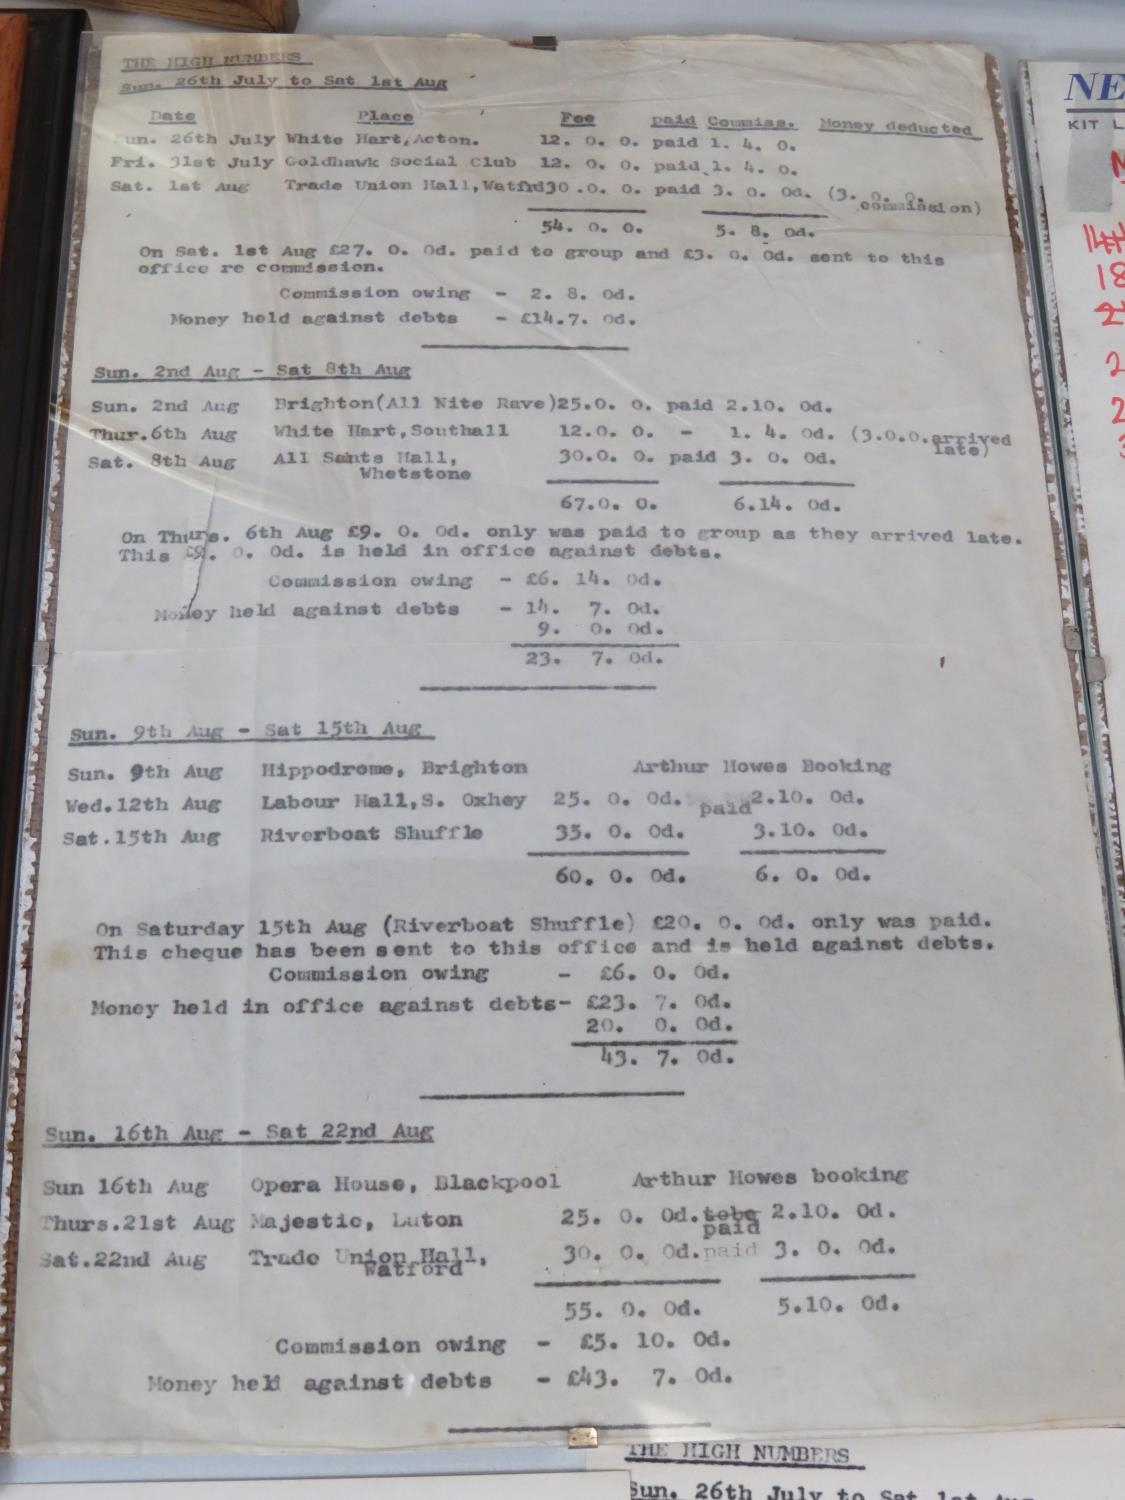 THE HIGH NUMBERS
Sun. 26th July to Sat 1st Aug
Date Place Fee paid Commiss. Money deducted
Sun. 26th July White Hart,Acton. 12. 0. 0. paid 1. 4. 0.
Fri. 31st July Goldhawk Social Club 12. 0. 0. paid 1. 4. 0.
Sat. 1st Aug Trade Union Hall,Watfrd30 .0. 0. paid 3. 0. 0d. (3. 0. 0.
commission)
54. 0. 0. 5. 8. 0d.
On Sat. 1st Aug £27. 0. 0d. paid to group and £3. 0. 0d. sent to this
office re commission.
Commission owing - 2. 8. 0d.
Money held against debts - £14.7. 0d.
Sun. 2nd Aug - Sat 8th Aug
Sun. 2nd Aug Brighton(All Nite Rave)25.0. 0. paid 2.10. 0d.
Thur.6th Aug White Hart,Southall 12.0. 0. - 1. 4. 0d. (3.0.0.arrived
late)
Sat. 8th Aug All Sants Hall, 30.0. 0. paid 3. 0. 0d.
Whetstone
67.0. 0. 6.14. 0d.
On Thurs. 6th Aug £9. 0. 0d. only was paid to group as they arrived late.
This £9. 0. 0d. is held in office against debts.
Commission owing - £6. 14. 0d.
Money held against debts - 14. 7. 0d.
9. 0. 0d.
23. 7. 0d.
Sun. 9th Aug - Sat 15th Aug
Sun. 9th Aug Hippodrome, Brighton Arthur Howes Booking
Wed.12th Aug Labour Hall,S. Oxhey 25. 0. 0d. paid 2.10. 0d.
Sat.15th Aug Riverboat Shuffle 35. 0. 0d. 3.10. 0d.
60. 0. 0d. 6. 0. 0d.
On Saturday 15th Aug (Riverboat Shuffle) £20. 0. 0d. only was paid.
This cheque has been sent to this office and is held against debts.
Commission owing - £6. 0. 0d.
Money held in office against debts- £23. 7. 0d.
20. 0. 0d.
43. 7. 0d.
Sun. 16th Aug - Sat 22nd Aug
Sun 16th Aug Opera House, Blackpool Arthur Howes booking
Thurs.21st Aug Majestic, Luton 25. 0. 0d. tobe 2.10. 0d.
paid
Sat.22nd Aug Trade Union Hall, 30. 0. 0d.paid 3. 0. 0d.
Watford
55. 0. 0d. 5.10. 0d.
Commission owing - £5. 10. 0d.
Money held against debts - £43. 7. 0d.
THE HIGH NUMBERS
Sun. 26th July to Sat 1st Aug
NE
KIT L
18